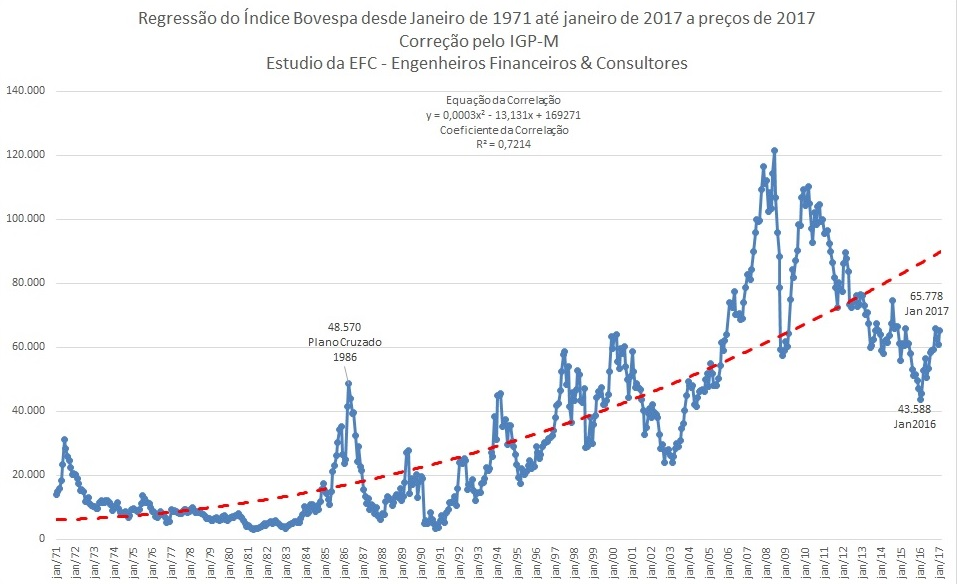 Regressão do Índice Bovespa desde Janeiro de 1971 até janeiro de 2017 a preços de 2017
Correção pelo IGP-M
Estudo da EFC - Engenheiros Financeiros & Consultores
140.000
Equação da Correlação
y = 0,0003x² - 13,131x + 169271
Coeficiente da Correlação
R² = 0,7214
120.000
100.000
80.000
65.778
Jan 2017
48.570
Plano Cruzado
1986
60.000
40.000
43.588
Jan2016
20.000
0
jan/71
jan/72
jan/73
jan/74
jan/75
jan/76
jan/77
jan/78
jan/79
jan/80
jan/81
jan/82
jan/83
jan/84
jan/85
jan/86
jan/87
jan/88
jan/89
jan/90
jan/91
jan/92
jan/93
jan/94
jan/95
jan/96
jan/97
jan/98
jan/99
jan/00
jan/01
jan/02
jan/03
jan/04
jan/05
jan/06
jan/07
jan/08
jan/09
jan/10
jan/11
jan/12
jan/13
jan/14
jan/15
jan/16
jan/17